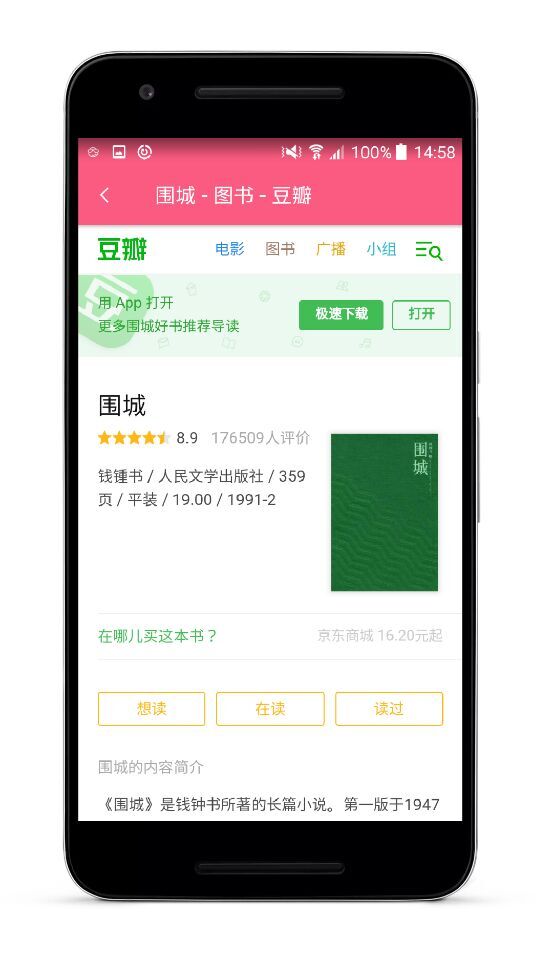 100% 14:58
围城 - 图书 - 豆瓣
豆瓣 电影 图书 广播 小组
用 App 打开
更多围城好书推荐导读
极速下载 打开
围城
8.9 176509人评价
钱锺书 / 人民文学出版社 / 359
页 / 平装 / 19.00 / 1991-2
围城
在哪儿买这本书？ 京东商城 16.20元起
想读 在读 读过
围城的内容简介
《围城》是钱钟书所著的长篇小说。第一版于1947